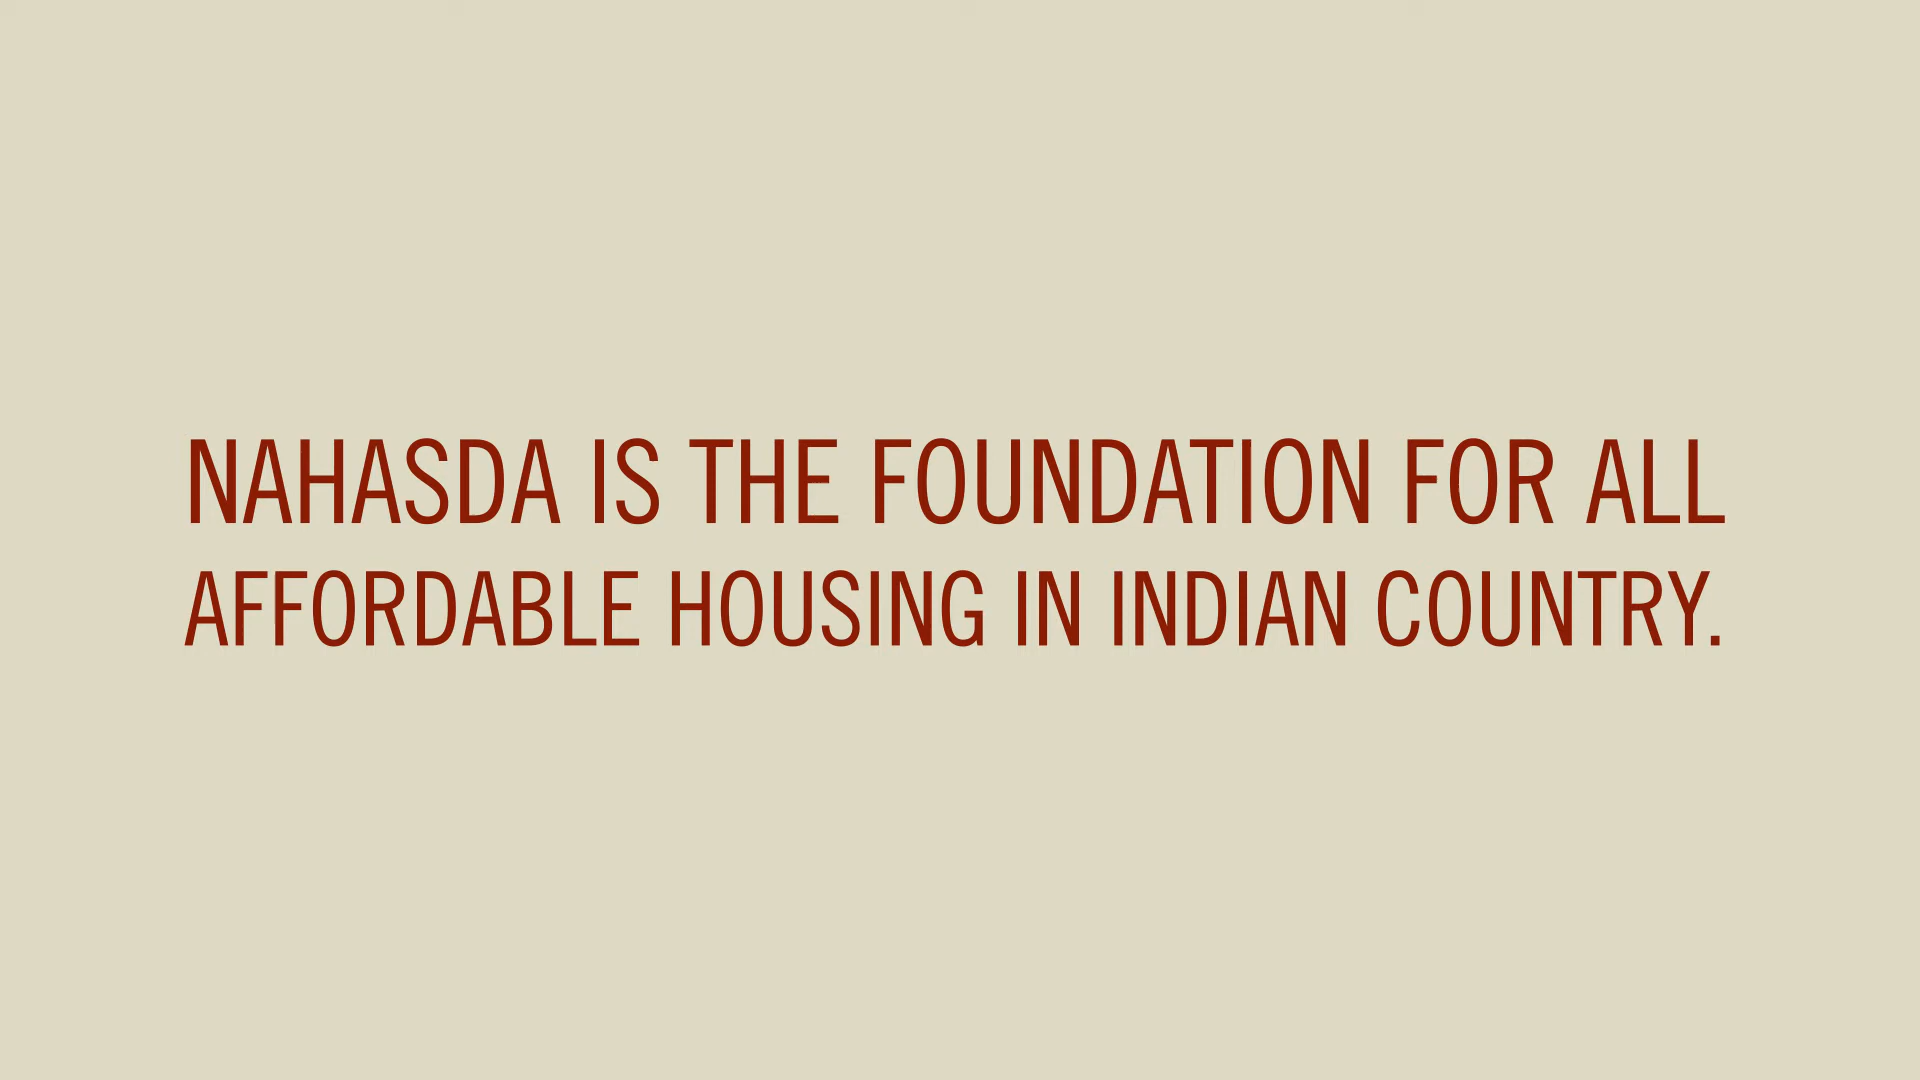 NAHASDA IS THE FOUNDATION FOR ALL
AFFORDABLE HOUSING IN INDIAN COUNTRY.